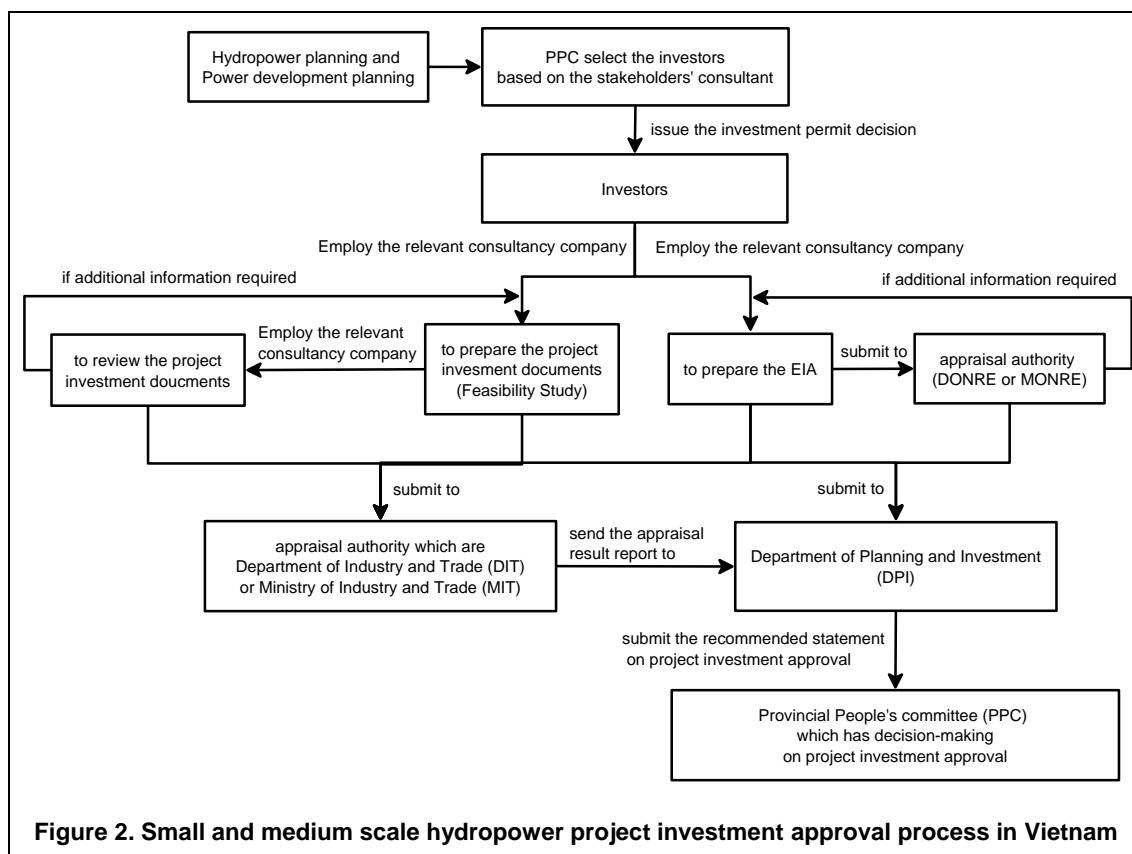 Hydropower planning and
Power development planning
PPC select the investors
based on the stakeholders' consultant
issue the investment permit decision
Investors
Employ the relevant consultancy company
Employ the relevant consultancy company
if additional information required
if additional information required
to review the project
investment doucments
Employ the relevant
consultancy company
to prepare the project
invesment documents
(Feasibility Study)
to prepare the EIA
submit to
appraisal authority
(DONRE or MONRE)
submit to
submit to
appraisal authority which are
Department of Industry and Trade (DIT)
or Ministry of Industry and Trade (MIT)
send the appraisal
result report to
Department of Planning and Investment
(DPI)
submit the recommended statement
on project investment approval
Provincial People's committee (PPC)
which has decision-making
on project investment approval
Figure 2. Small and medium scale hydropower project investment approval process in Vietnam